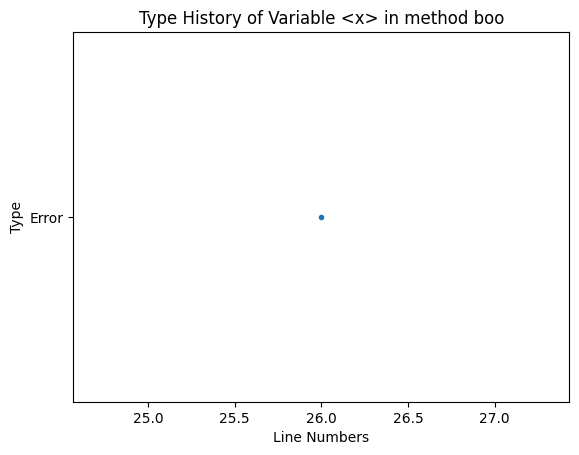 Type History of Variable <x> in method boo
Type
Error
25.0 25.5 26.0 26.5 27.0
Line Numbers